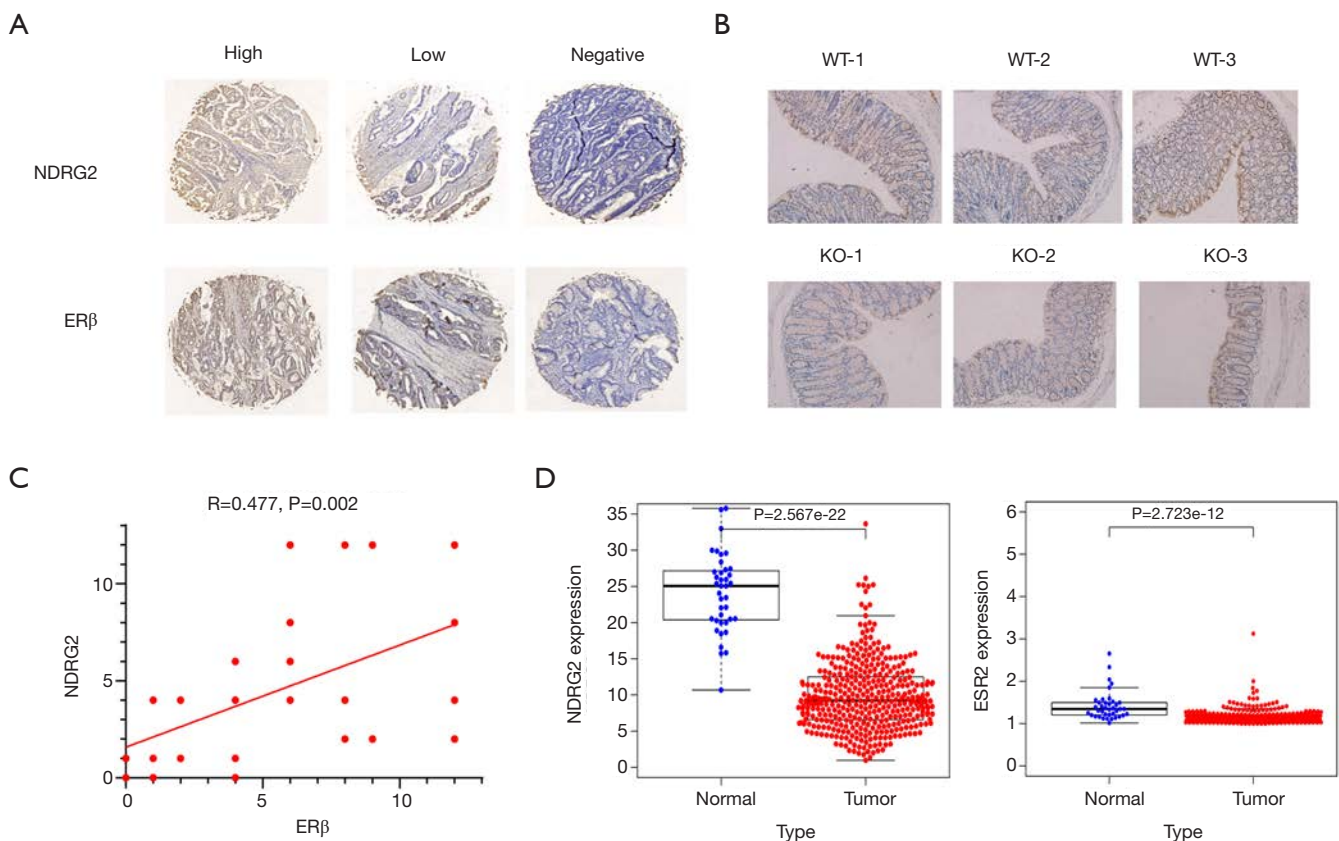 A
High Low Negative
NDRG2
ERβ
B
WT-1 WT-2 WT-3
KO-1 KO-2 KO-3
C
R=0.477, P=0.002
NDRG2
10
5
0
0 5 10
ERβ
D
P=2.567e-22
NDRG2 expression
35
30
25
20
15
10
5
0
Normal Tumor
Type
P=2.723e-12
ESR2 expression
6
5
4
3
2
1
0
Normal Tumor
Type